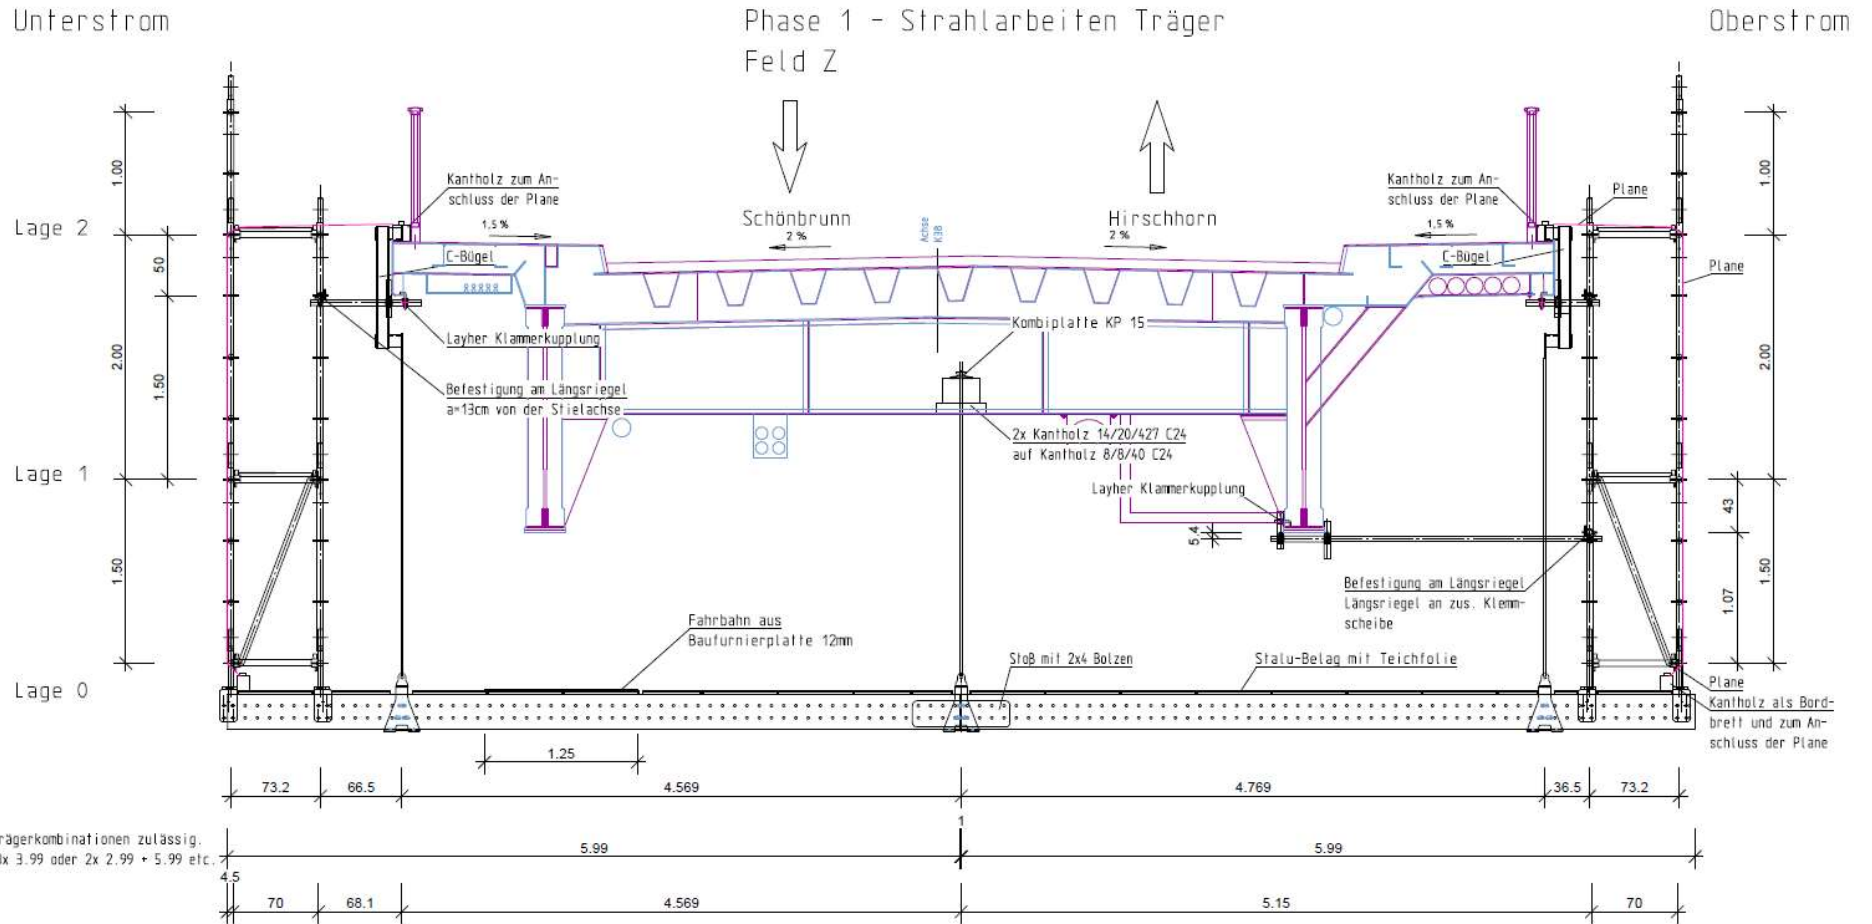 Unterstrom
Phase 1 - Strahlarbeiten Träger
Feld Z
Oberstrom
Kantholz zum An-
schluss der Plane
Kantholz zum An-
schluss der Plane
Plane
1.00
1.00
Lage 2
1,5 %
Schönbrunn
2 %
Achse
K38
Hirschhorn
2 %
1,5 %
C-Bügel
C-Bügel
Plane
50
2.00
1.50
2.00
Layher Klammerkupplung
Kombiplatte KP 15
Befestigung am Längsriegel
a=13cm von der Stielachse
2x Kantholz 14/20/427 C24
auf Kantholz 8/8/40 C24
Lage 1
Layher Klammerkupplung
43
5.4
1.50
1.50
1.07
Befestigung am Längsriegel
Längsriegel an zus. Klemm-
scheibe
Fahrbahn aus
Baufurnierplatte 12mm
Stoß mit 2x4 Bolzen
Stalu-Belag mit Teichfolie
Lage 0
Plane
Kantholz als Bord-
brett und zum An-
schluss der Plane
1.25
73.2
66.5
4.569
4.769
36.5
73.2
1
rägerkombinationen zulässig.
x 3.99 oder 2x 2.99 + 5.99 etc.
5.99
5.99
4.5
70
68.1
4.569
5.15
70